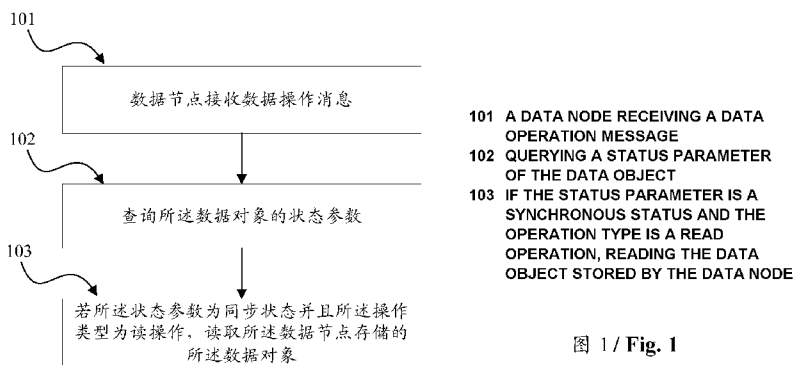 101
数据节点接收数据操作消息
102
查询所述数据对象的状态参数
103
若所述状态参数为同步状态并且所述操作
类型为读操作，读取所述数据节点存储的
所述数据对象
101 A DATA NODE RECEIVING A DATA
OPERATION MESSAGE
102 QUERYING A STATUS PARAMETER
OF THE DATA OBJECT
103 IF THE STATUS PARAMETER IS A
SYNCHRONOUS STATUS AND THE
OPERATION TYPE IS A READ
OPERATION, READING THE DATA
OBJECT STORED BY THE DATA NODE
图 1 / Fig. 1